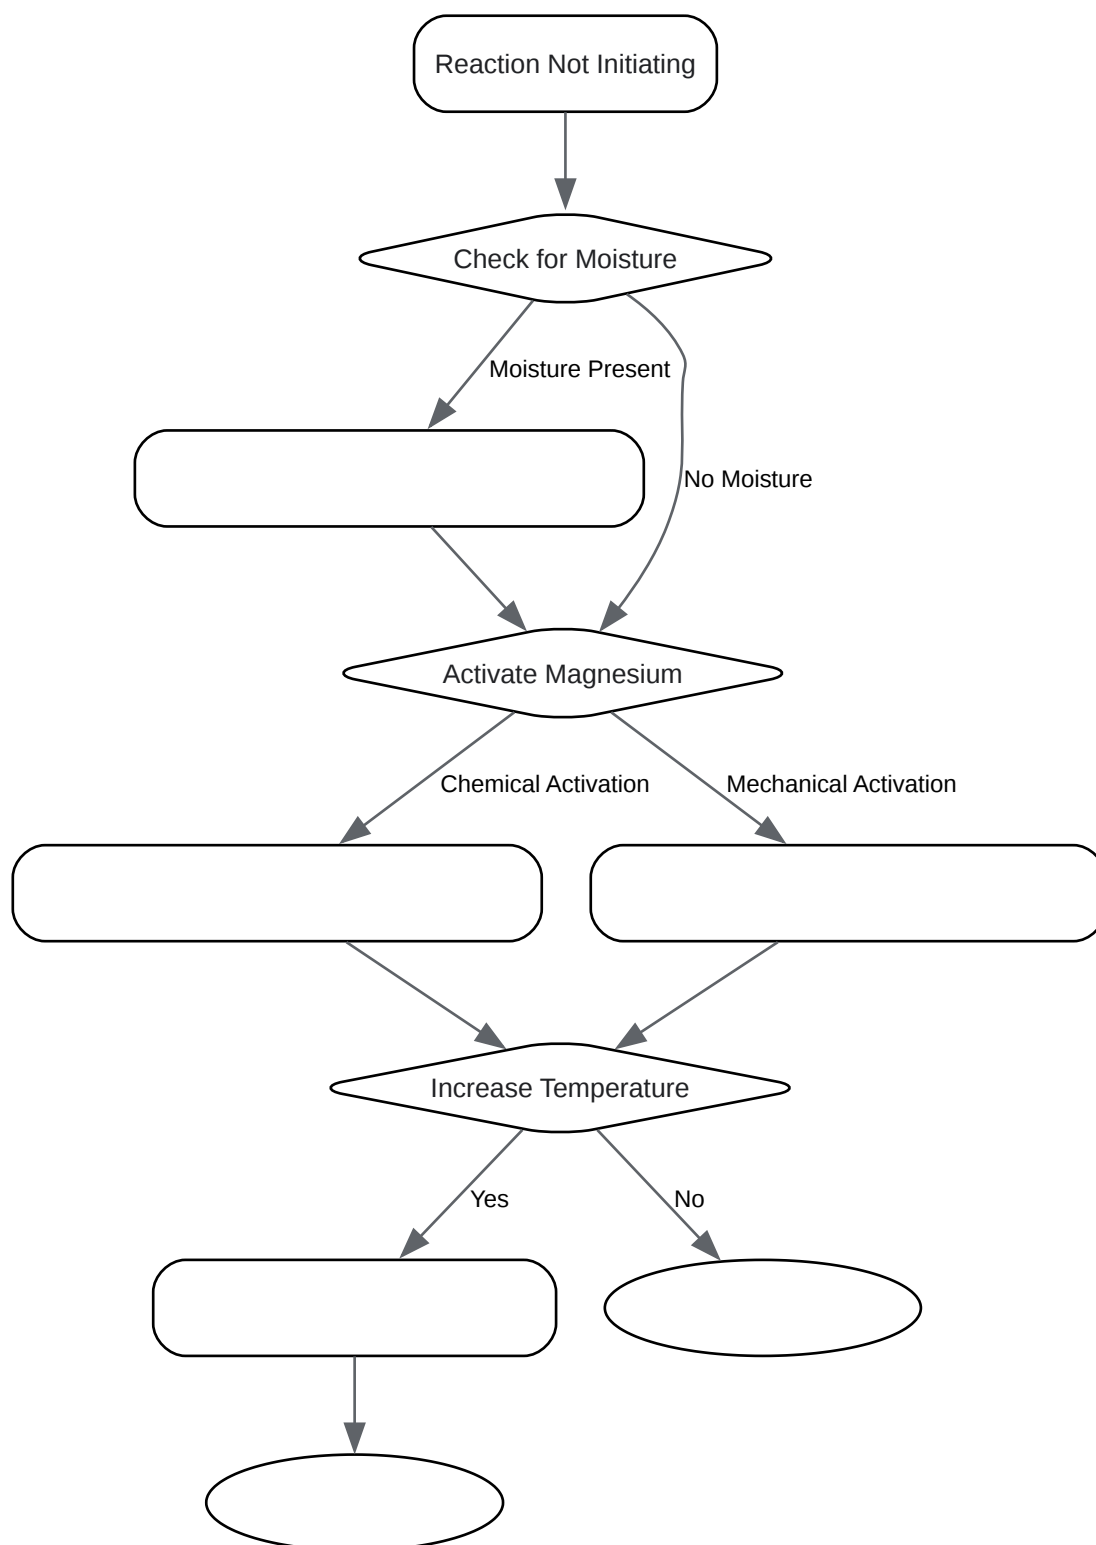 Reaction Not Initiating
Check for Moisture
Moisture Present
No Moisture
Activate Magnesium
Chemical Activation
Mechanical Activation
Increase Temperature
Yes
No